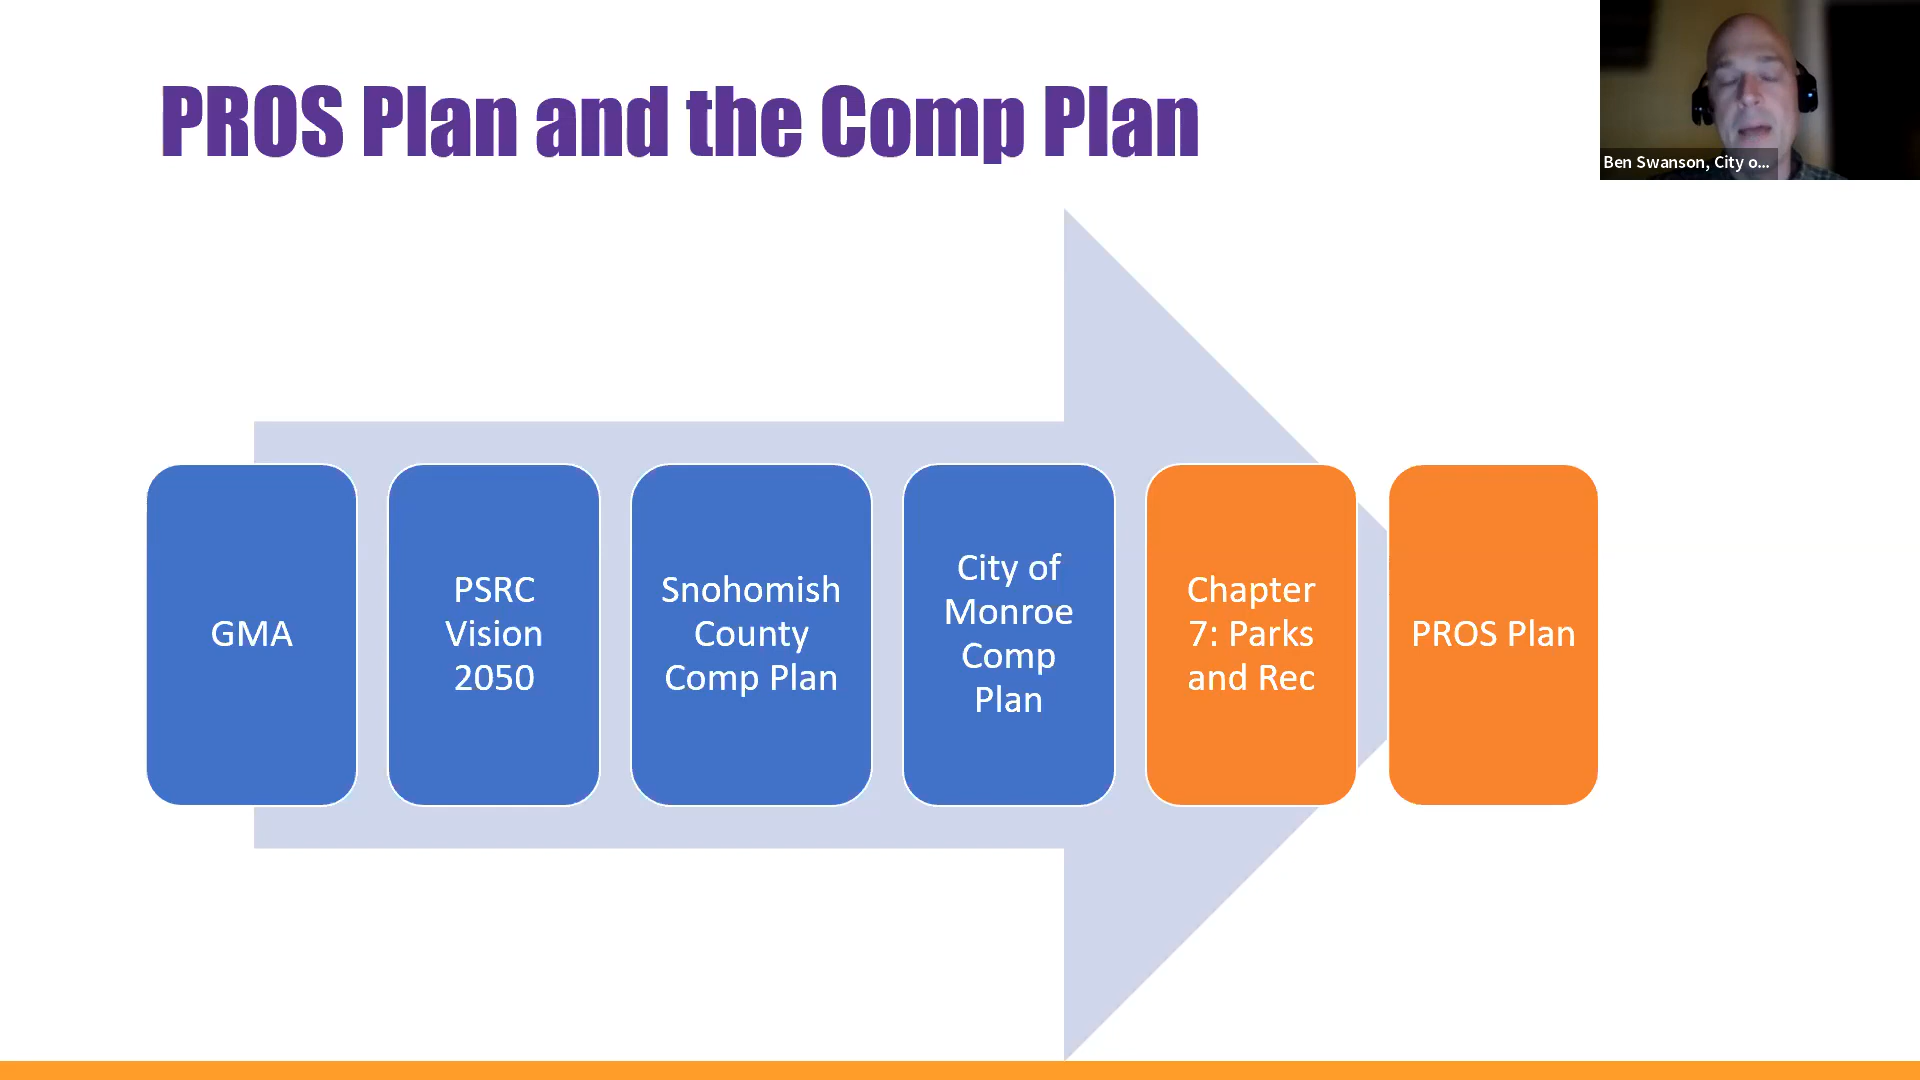 PROS Plan and the Comp Plan
Ben Swanson, City o...
GMA
PSRC
Vision
2050
Snohomish
County
Comp Plan
City of
Monroe
Comp
Plan
Chapter
7: Parks
and Rec
PROS Plan